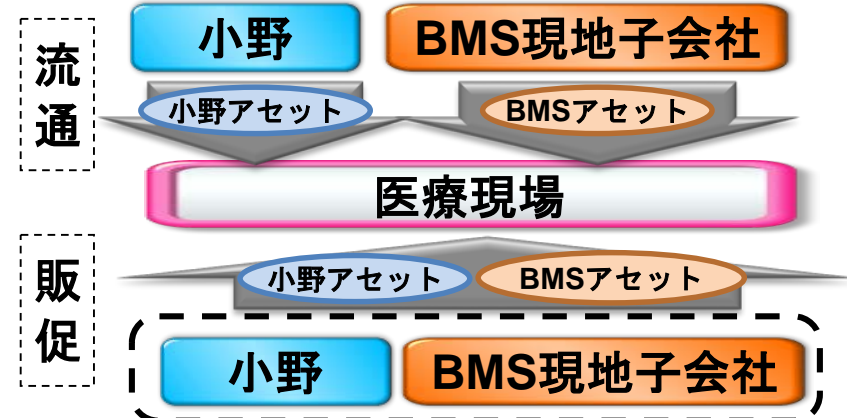 流通
小野
BMS現地子会社
小野アセット
BMSアセット
医療現場
販促
小野アセット
BMSアセット
小野
BMS現地子会社